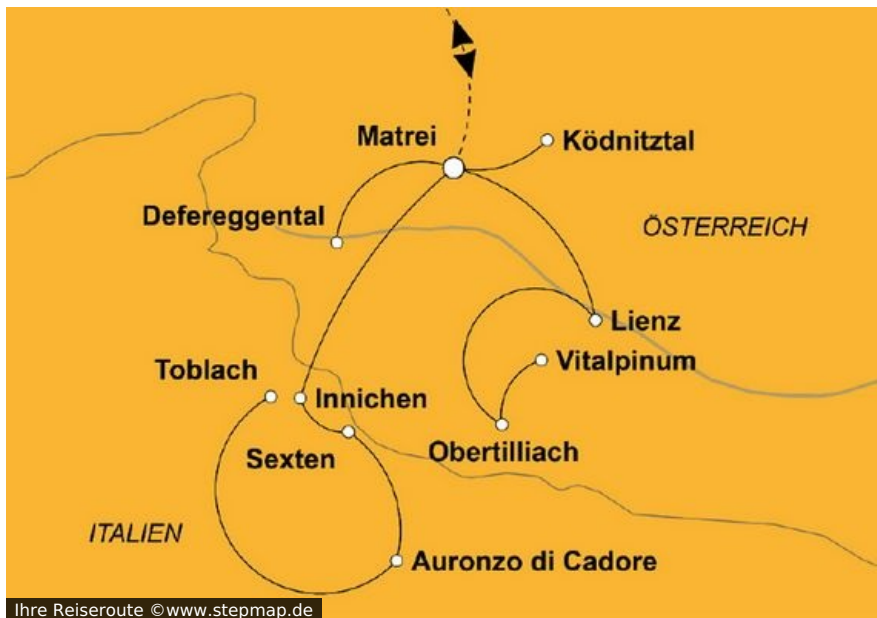 Matrei
Ködnitztal
Defereggental
ÖSTERREICH
Lienz
Vitalpinum
Toblach
Innichen
Obertilliach
Sexten
ITALIEN
Auronzo di Cadore
Ihre Reiseroute ©www.stepmap.de